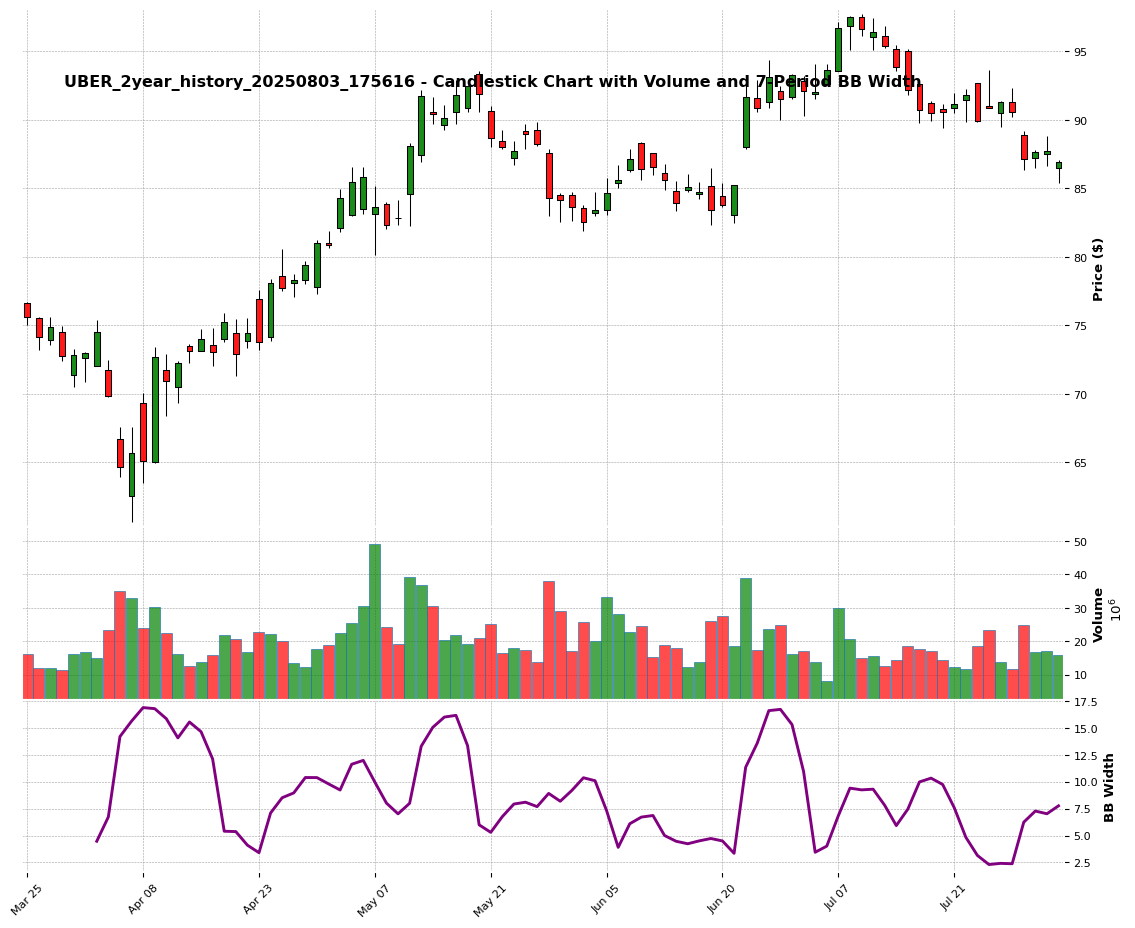 UBER_2year_history_20250803_175616 - Candlestick Chart with Volume and 7-Period BB Width
95
90
85
80
75
70
65
Price ($)
50
40
30
20
10
Volume
10^6
17.5
15.0
12.5
10.0
7.5
5.0
2.5
BB Width
Mar 25
Apr 08
Apr 23
May 07
May 21
Jun 05
Jun 20
Jul 07
Jul 21